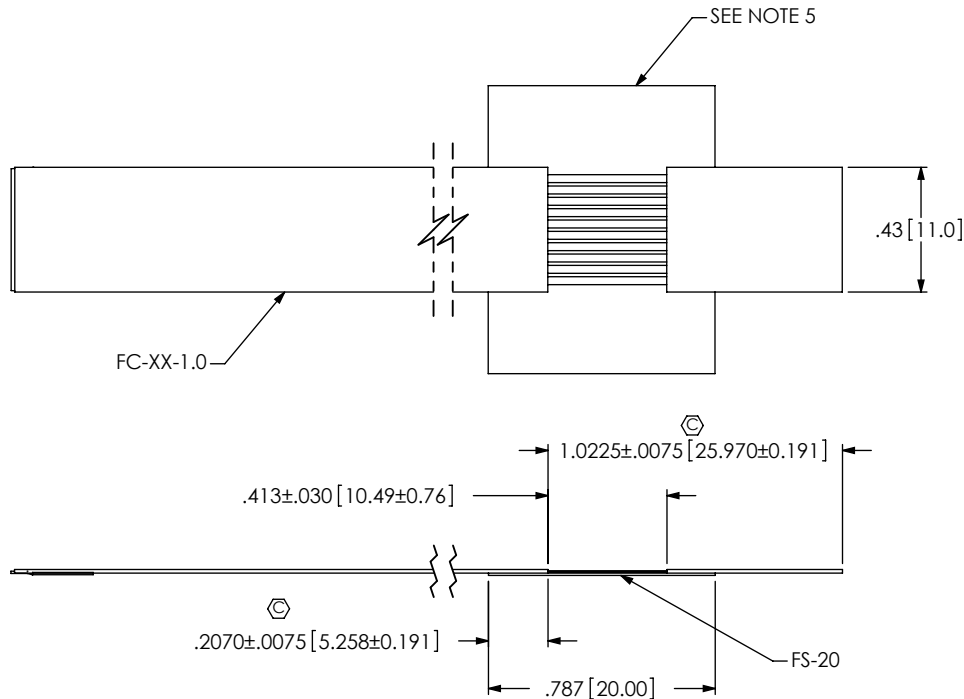 SEE NOTE 5
.43 [11.0]
FC-XX-1.0
C
1.0225±.0075 [25.970±0.191]
.413±.030 [10.49±0.76]
C
.2070±.0075 [5.258±0.191]
FS-20
.787 [20.00]